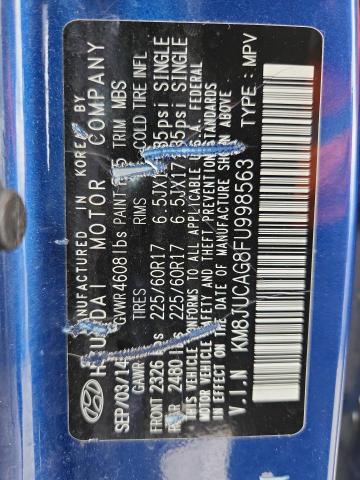 MANUFACTURED IN KOREA BY
HYUNDAI MOTOR COMPANY
SEP/03/14 GVWR 4608lbs PAINT TRIM MBS
GAWR TIRES RIMS COLD TIRE INFL
FRONT 2326 lbs 225/60R17 6.5JX17 35psi SINGLE
REAR 2480 lbs 225/60R17 6.5JX17 35psi SINGLE
THIS VEHICLE CONFORMS TO ALL APPLICABLE U.S.A FEDERAL
MOTOR VEHICLE SAFETY AND THEFT PREVENTION STANDARDS
IN EFFECT ON THE DATE OF MANUFACTURE SHOWN IN ABOVE
V.I.N KM8JUCAG8FU998563 TYPE : MPV